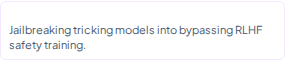 Jailbreaking tricking models into bypassing RLHF
safety training.